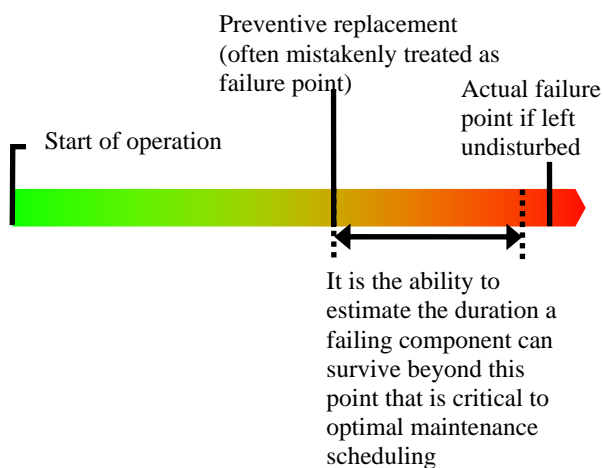 Preventive replacement
(often mistakenly treated as
failure point)
Actual failure
point if left
undisturbed
Start of operation
It is the ability to
estimate the duration a
failing component can
survive beyond this
point that is critical to
optimal maintenance
scheduling